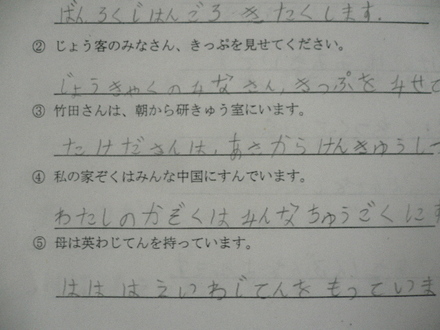 ばんろくじはんごろ きたくします.
② じょう客のみなさん、きっぷを見せてください。
じょうきゃくのみなさん, きっぷを みせて
③ 竹田さんは、朝から研きゅう室にいます。
たけださんは, あさから けんきゅうし
④ 私の家ぞくはみんな中国にすんでいます。
わたしのかぞくは みんな ちゅうごくに
⑤ 母は英わじてんを持っています。
はは は えいわじてんを もっていま